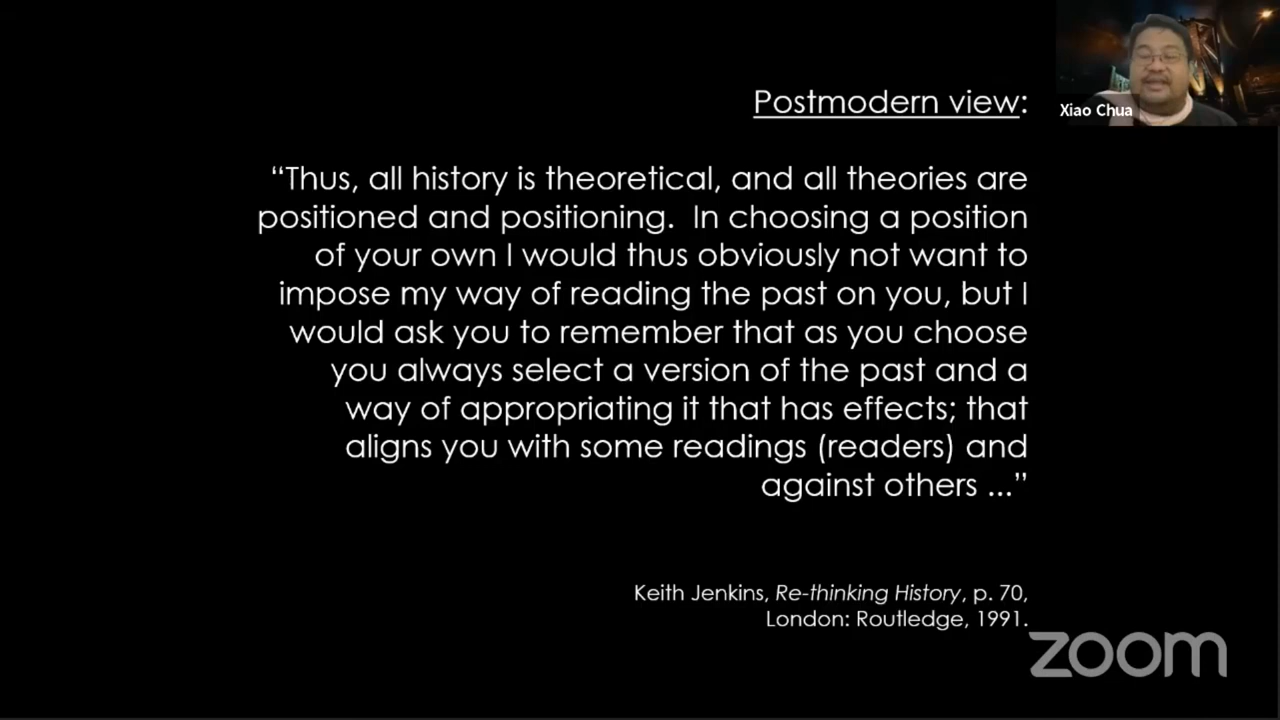 Postmodern view:
Xiao Chua
“Thus, all history is theoretical, and all theories are
positioned and positioning.  In choosing a position
of your own I would thus obviously not want to
impose my way of reading the past on you, but I
would ask you to remember that as you choose
you always select a version of the past and a
way of appropriating it that has effects; that
aligns you with some readings (readers) and
against others ...”
Keith Jenkins, Re-thinking History, p. 70,
London: Routledge, 1991.
zoom